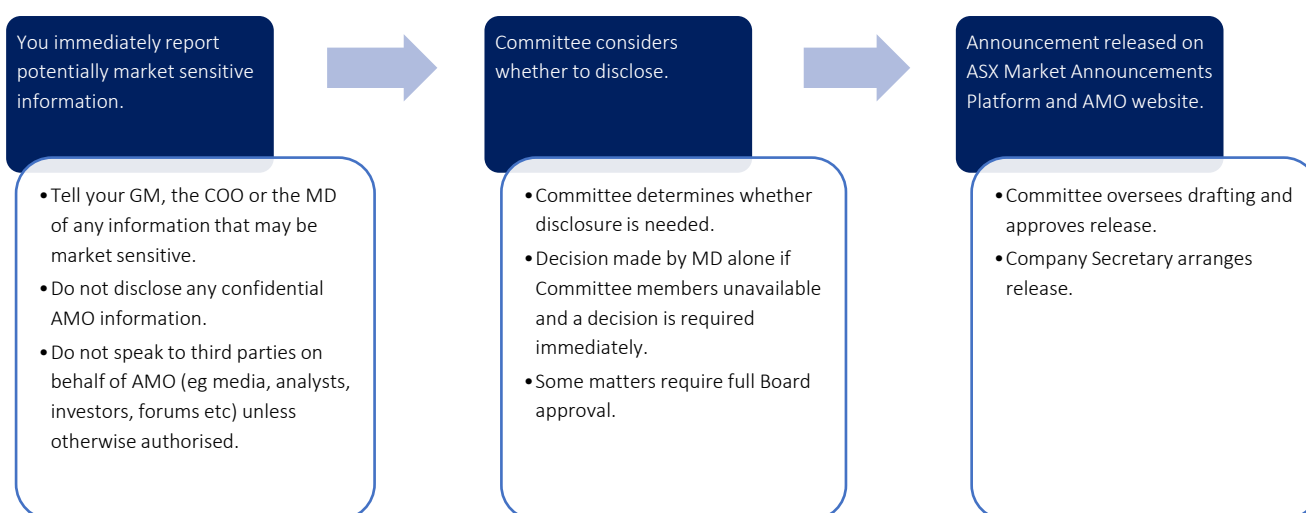 You immediately report
potentially market sensitive
information.
• Tell your GM, the COO or the MD
of any information that may be
market sensitive.
• Do not disclose any confidential
AMO information.
• Do not speak to third parties on
behalf of AMO (eg media, analysts,
investors, forums etc) unless
otherwise authorised.
Committee considers
whether to disclose.
• Committee determines whether
disclosure is needed.
• Decision made by MD alone if
Committee members unavailable
and a decision is required
immediately.
• Some matters require full Board
approval.
Announcement released on
ASX Market Announcements
Platform and AMO website.
• Committee oversees drafting and
approves release.
• Company Secretary arranges
release.